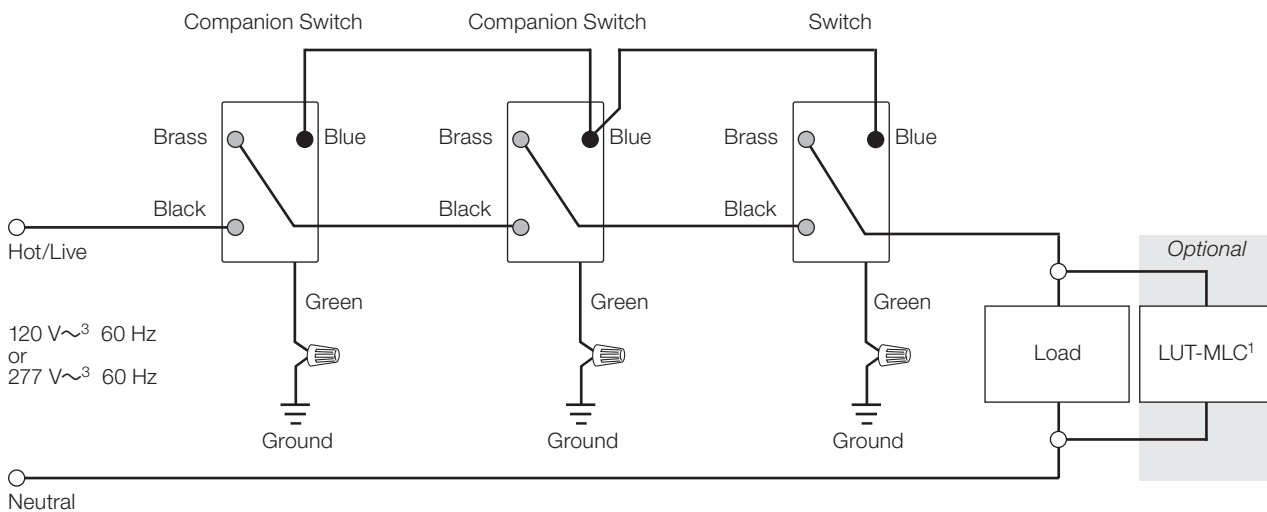 Companion Switch
Companion Switch
Switch
Brass
Blue
Brass
Blue
Brass
Blue
Black
Black
Black
Hot/Live
Optional
Green
Green
Green
120 V~³ 60 Hz
or
277 V~³ 60 Hz
Load
LUT-MLC¹
Ground
Ground
Ground
Neutral